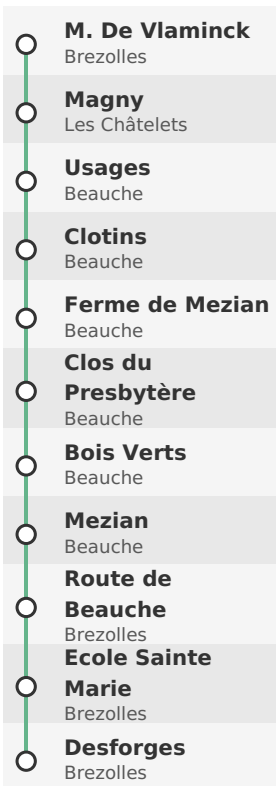 M. De Vlaminck
Brezolles
Magny
Les Châtelets
Usages
Beauche
Clotins
Beauche
Ferme de Mezian
Beauche
Clos du
Presbytère
Beauche
Bois Verts
Beauche
Mezian
Beauche
Route de
Beauche
Brezolles
Ecole Sainte
Marie
Brezolles
Desforges
Brezolles